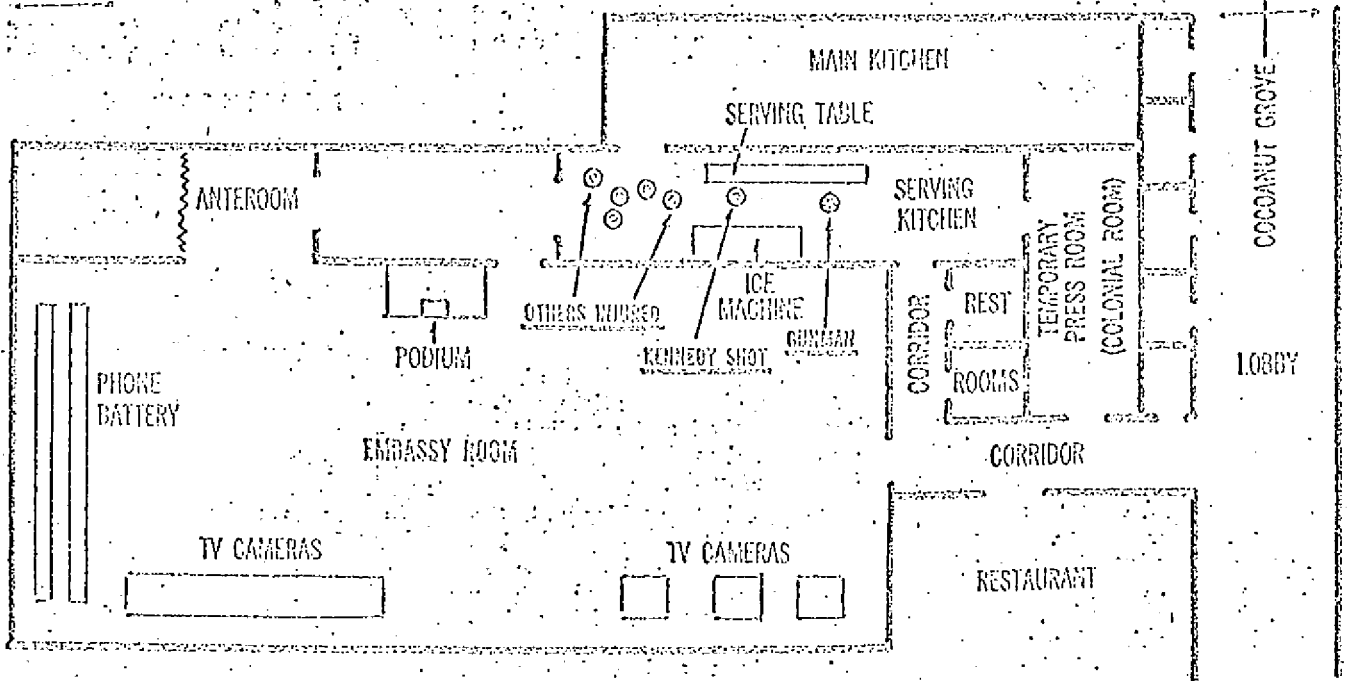 MAIN KITCHEN
SERVING TABLE
COCOANUT GROVE
ANTEROOM
SERVING
KITCHEN
TEMPORARY
PRESS ROOM
(COLONIAL ROOM)
ICE
MACHINE
OTHERS INJURED
KENNEDY SHOT
GUNMAN
CORRIDOR
REST
ROOMS
PODIUM
LOBBY
PHONE
BATTERY
EMBASSY ROOM
CORRIDOR
TV CAMERAS
TV CAMERAS
RESTAURANT